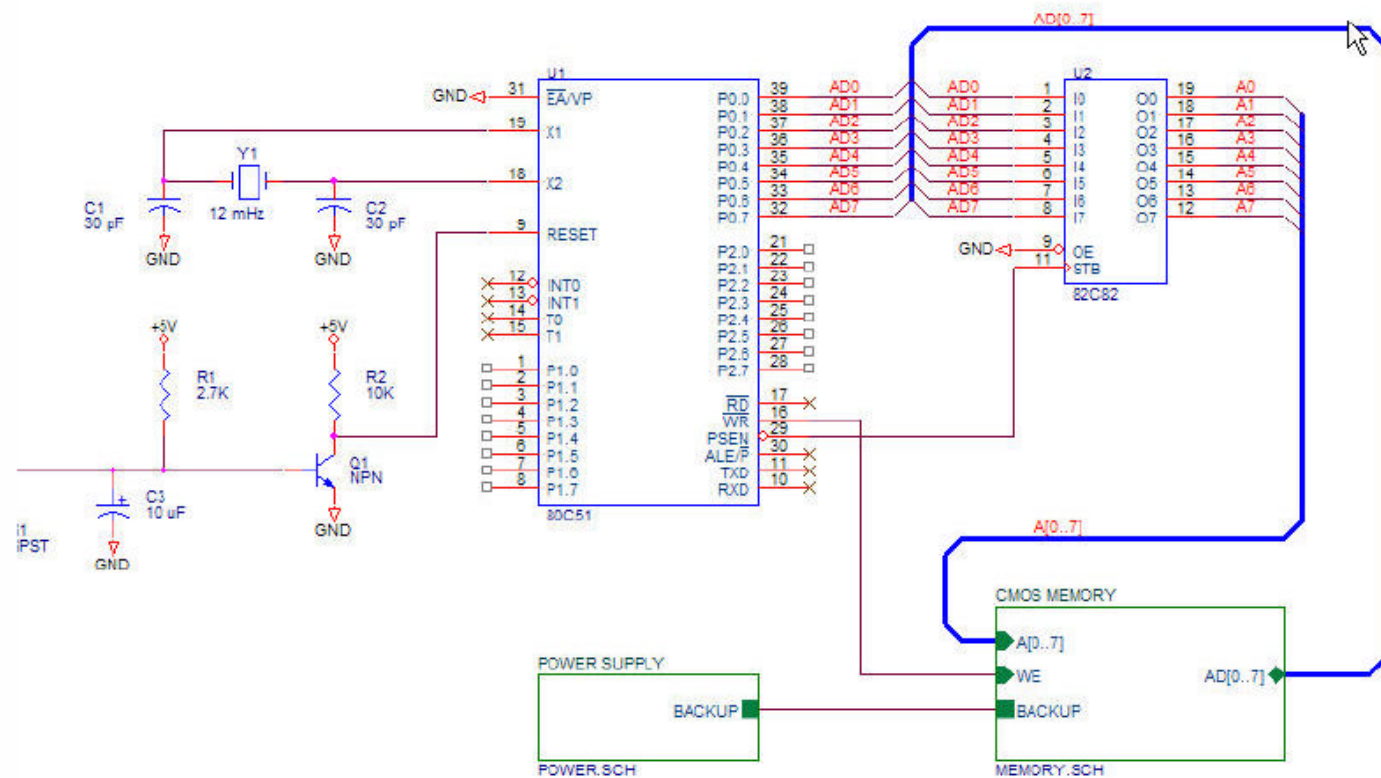 AD[0..7]
U1
U2
GND
31
EA/VP
19
X1
Y1
12 mHz
18
X2
C1
30 pF
C2
30 pF
GND
GND
9
RESET
12
INT0
13
INT1
14
T0
15
T1
1
P1.0
2
P1.1
3
P1.2
4
P1.3
5
P1.4
6
P1.5
7
P1.6
8
P1.7
80C51
P0.0
39
AD0
AD0
1
I0
O0
19
A0
P0.1
38
AD1
AD1
2
I1
O1
18
A1
P0.2
37
AD2
AD2
3
I2
O2
17
A2
P0.3
36
AD3
AD3
4
I3
O3
16
A3
P0.4
35
AD4
AD4
5
I4
O4
15
A4
P0.5
34
AD5
AD5
6
I5
O5
14
A5
P0.6
33
AD6
AD6
7
I6
O6
13
A6
P0.7
32
AD7
AD7
8
I7
O7
12
A7
GND
9
OE
11
STB
82C82
P2.0
21
P2.1
22
P2.2
23
P2.3
24
P2.4
25
P2.5
26
P2.6
27
P2.7
28
RD
17
WR
16
PSEN
29
ALE/P
30
TXD
11
RXD
10
+5V
R1
2.7K
+5V
R2
10K
Q1
NPN
GND
C3
10 uF
+
GND
PST
A[0..7]
CMOS MEMORY
A[0..7]
WE
AD[0..7]
BACKUP
MEMORY.SCH
POWER SUPPLY
BACKUP
POWER.SCH